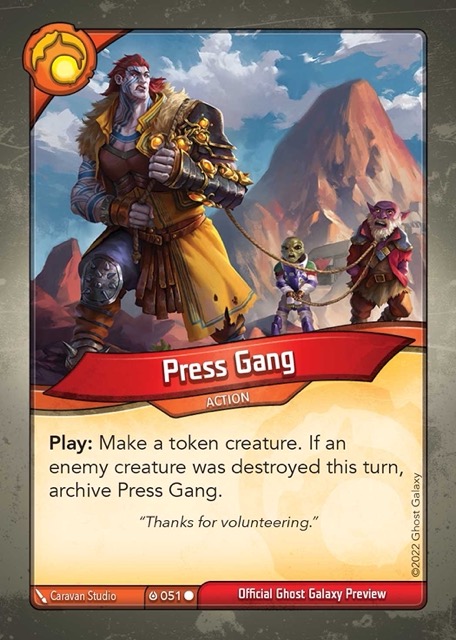 Press Gang
ACTION
Play: Make a token creature. If an
enemy creature was destroyed this turn,
archive Press Gang.
“Thanks for volunteering.”
©2022 Ghost Galaxy
Caravan Studio
051
Official Ghost Galaxy Preview